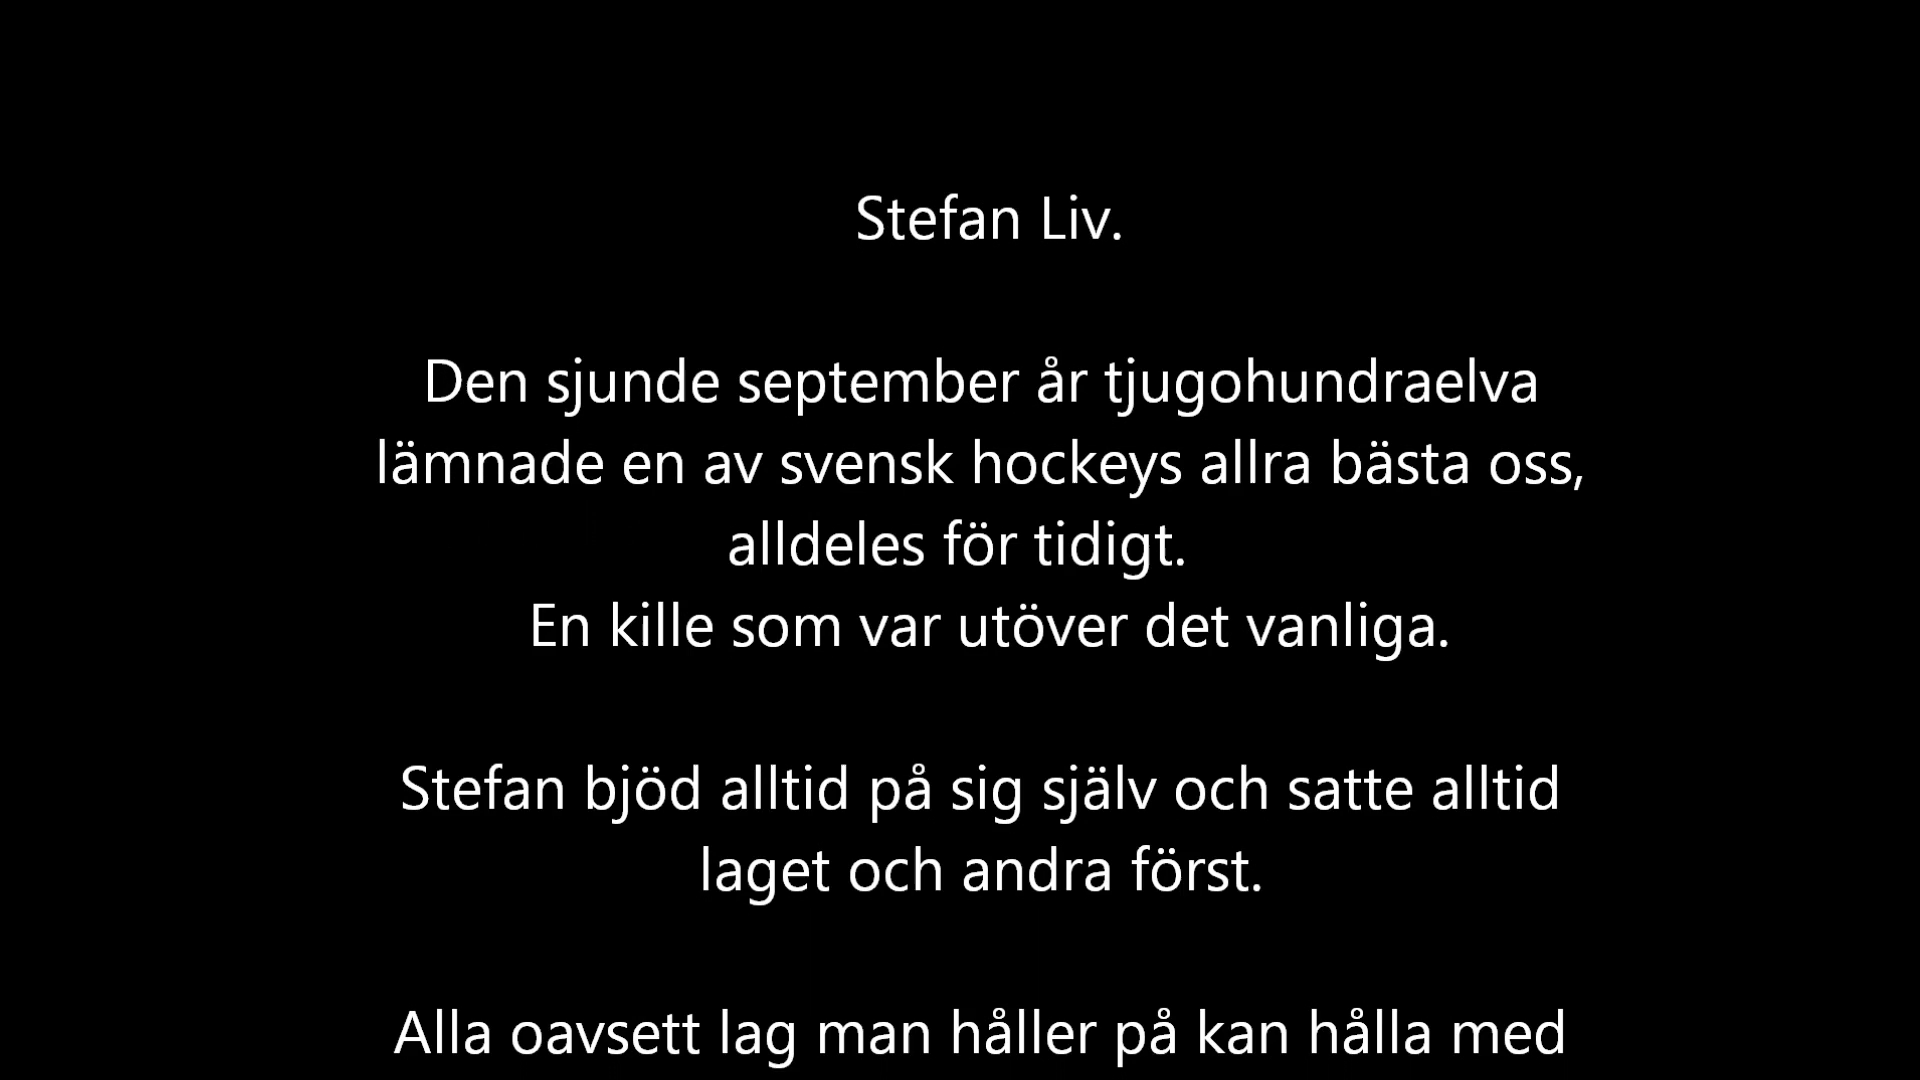 Stefan Liv.
Den sjunde september år tjugohundraelva
lämnade en av svensk hockeys allra bästa oss,
alldeles för tidigt.
En kille som var utöver det vanliga.
Stefan bjöd alltid på sig själv och satte alltid
laget och andra först.
Alla oavsett lag man håller på kan hålla med